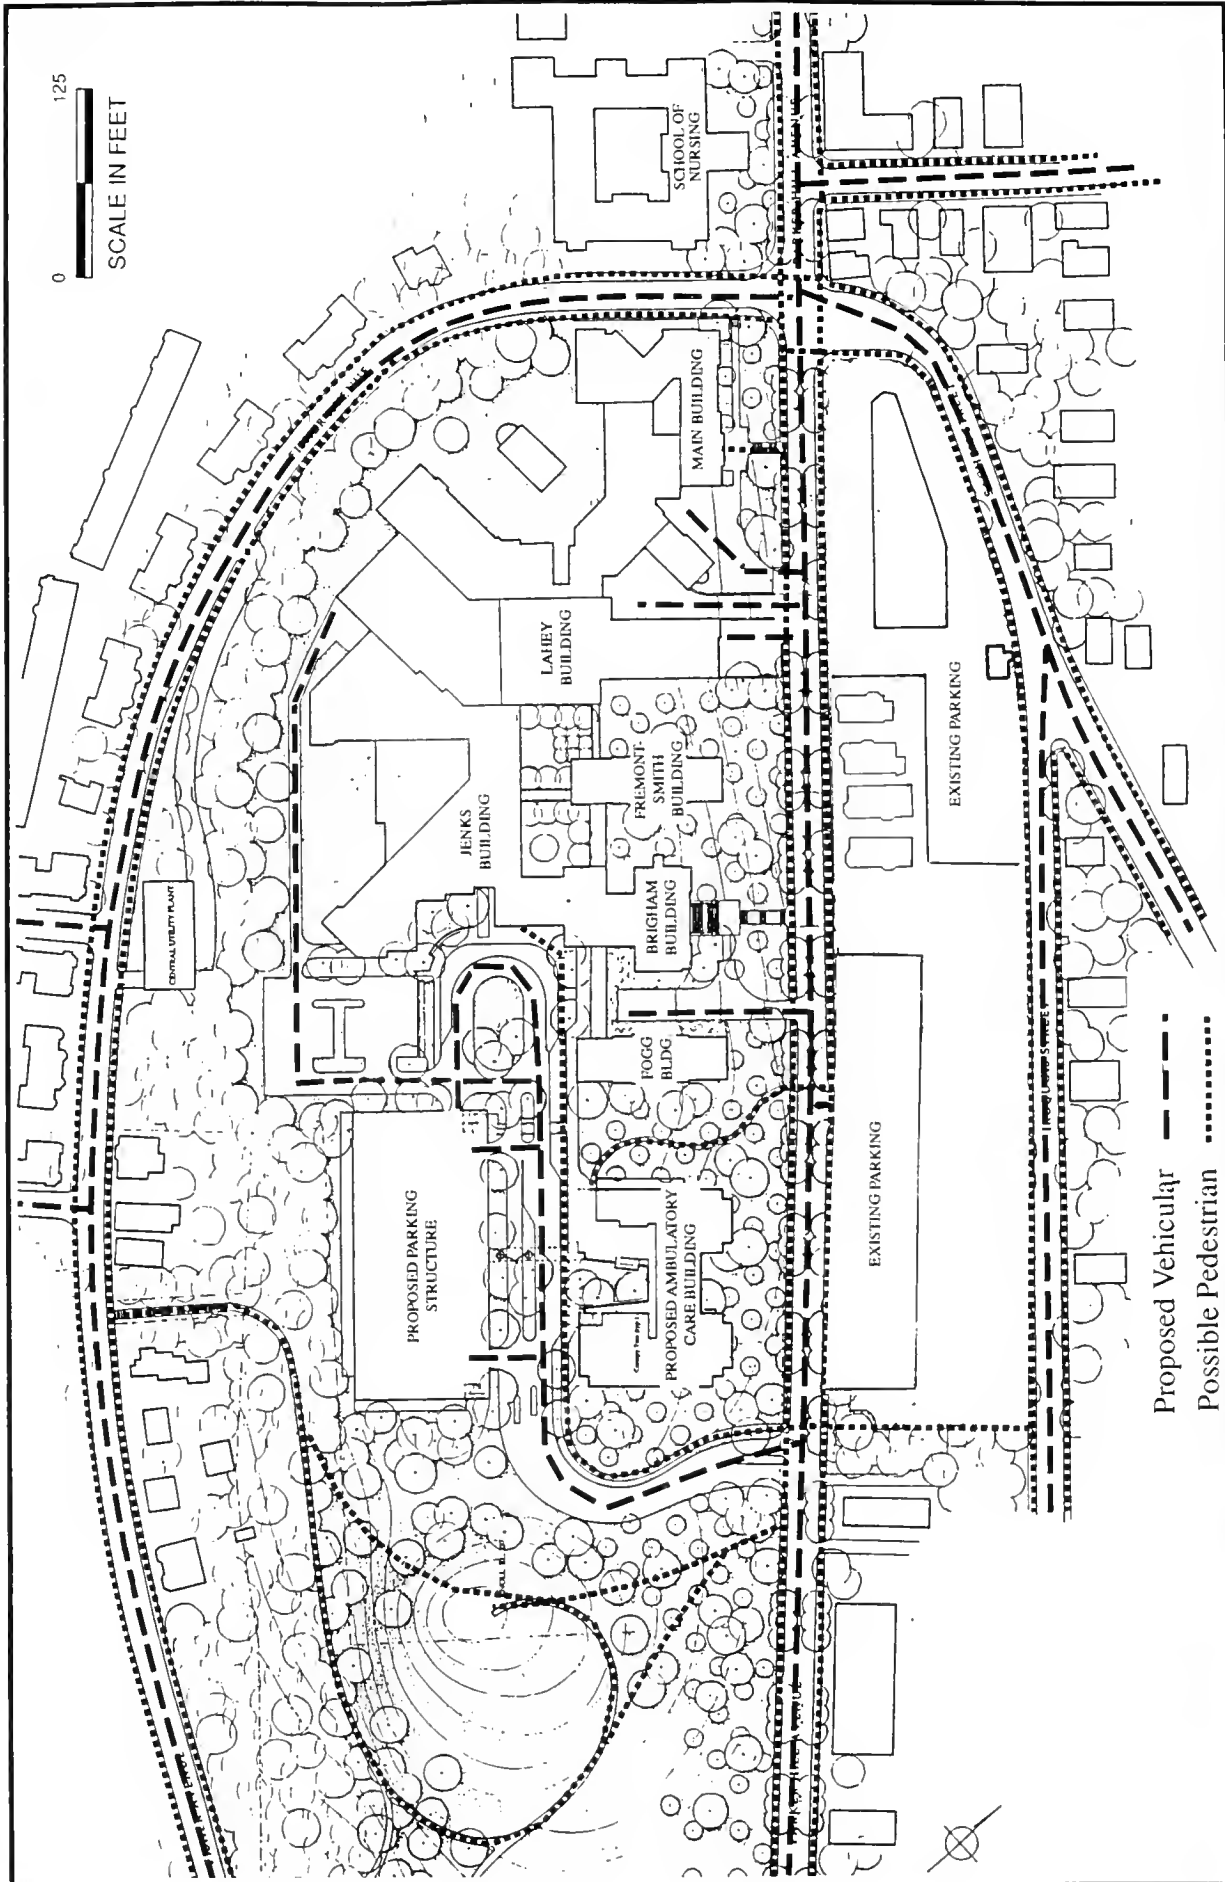 0 125
SCALE IN FEET
SCHOOL OF
NURSING
MAIN BUILDING
LAHEY
BUILDING
JENKS
BUILDING
FREMONT-
SMITH
BUILDING
BRIGHAM
BUILDING
FOGG
BLDG.
CENTRAL UTILITY PLANT
PROPOSED PARKING
STRUCTURE
PROPOSED AMBULATORY
CARE BUILDING
EXISTING PARKING
EXISTING PARKING
Proposed Vehicular
Possible Pedestrian